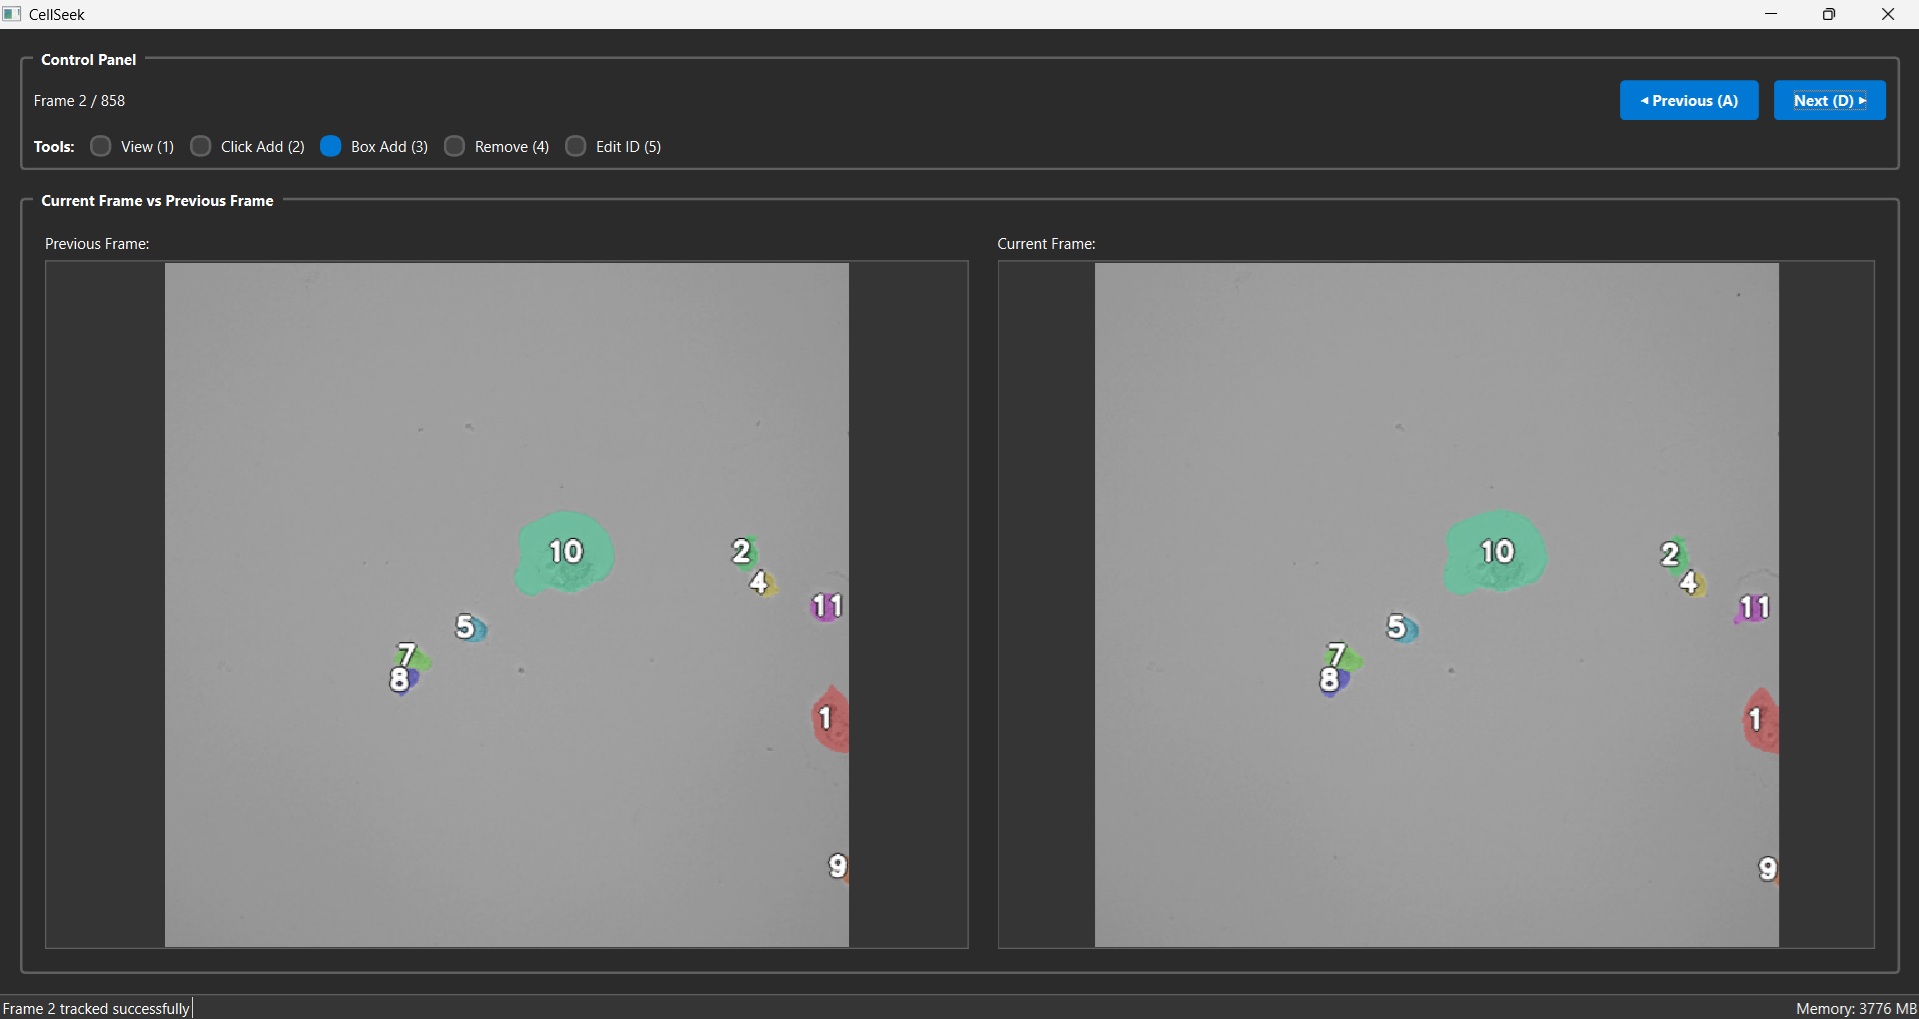 CellSeek
Control Panel
Frame 2 / 858
◂ Previous (A)
Next (D) ▸
Tools: View (1) Click Add (2) Box Add (3) Remove (4) Edit ID (5)
Current Frame vs Previous Frame
Previous Frame:
10
2
4
11
5
7
8
1
9
Current Frame:
10
2
4
11
5
7
8
1
9
Frame 2 tracked successfully
Memory: 3776 MB